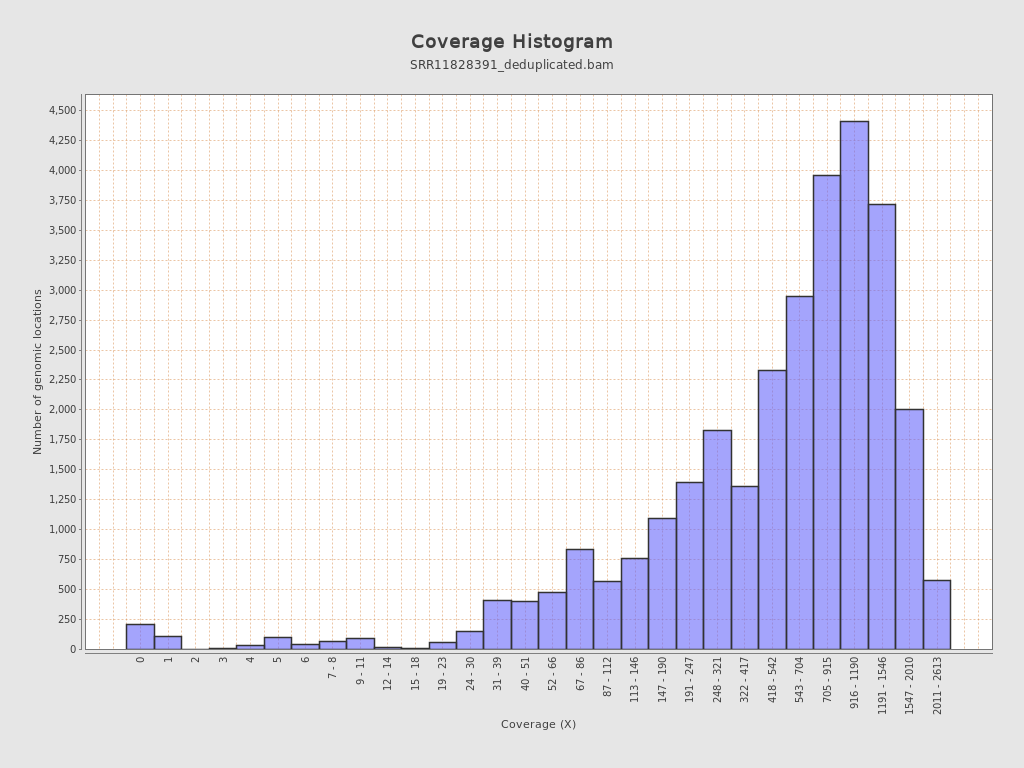 Coverage Histogram
SRR11828391_deduplicated.bam
Number of genomic locations
4,500
4,250
4,000
3,750
3,500
3,250
3,000
2,750
2,500
2,250
2,000
1,750
1,500
1,250
1,000
750
500
250
0
0
1
2
3
4
5
6
7 - 8
9 - 11
12 - 14
15 - 18
19 - 23
24 - 30
31 - 39
40 - 51
52 - 66
67 - 86
87 - 112
113 - 146
147 - 190
191 - 247
248 - 321
322 - 417
418 - 542
543 - 704
705 - 915
916 - 1190
1191 - 1546
1547 - 2010
2011 - 2613
Coverage (X)